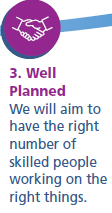 3. Well
Planned
We will aim to
have the right
number of
skilled people
working on the
right things.